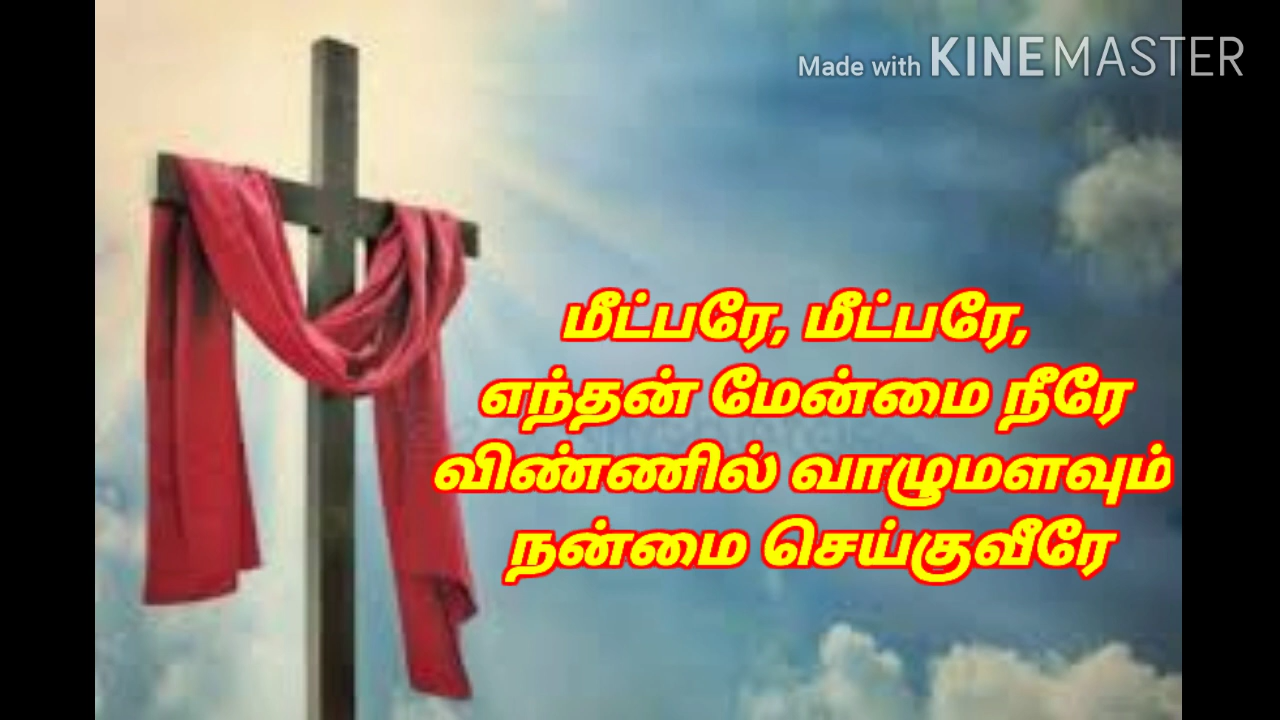 Made with KINEMASTER
மீட்பரே, மீட்பரே,
எந்தன் மேன்மை நீரே
விண்ணில் வாழுமளவும்
நன்மை செய்குவீரே